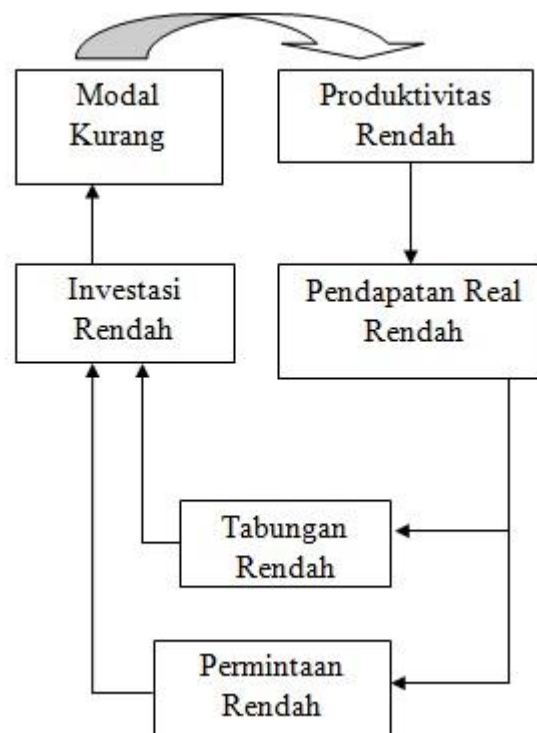 Modal
Kurang
Produktivitas
Rendah
Investasi
Rendah
Pendapatan Real
Rendah
Tabungan
Rendah
Permintaan
Rendah